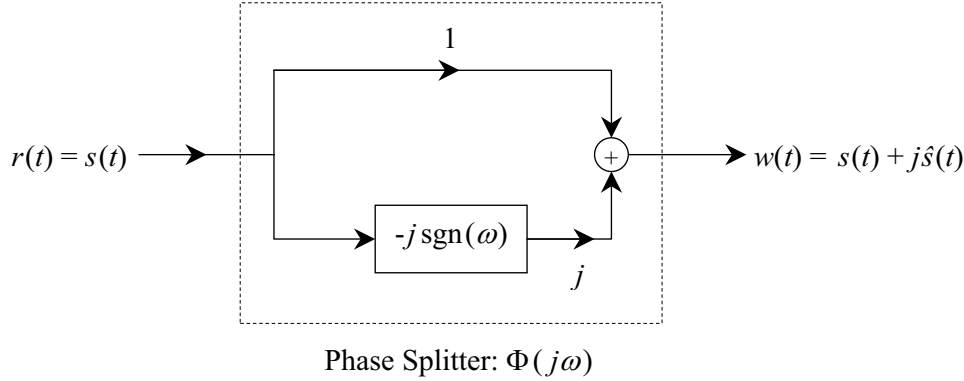 1
r(t) = s(t)
+
w(t) = s(t) + jŝ(t)
-j sgn(ω)
j
Phase Splitter: Φ(jω)